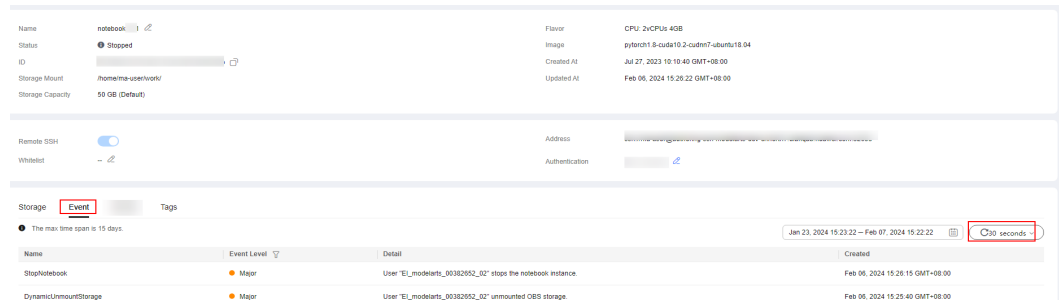 Name notebook
Flavor CPU: 2vCPUs 4GB
Status Stopped
Image pytorch1.8-cuda10.2-cudnn7-ubuntu18.04
ID
Created At Jul 27, 2023 10:10:40 GMT+08:00
Storage Mount /home/ma-user/work/
Updated At Feb 06, 2024 15:26:22 GMT+08:00
Storage Capacity 50 GB (Default)
Remote SSH
Address
Whitelist --
Authentication
Storage Event Tags
The max time span is 15 days.
Jan 23, 2024 15:23:22 – Feb 07, 2024 15:22:22
30 seconds
Name Event Level Detail Created
StopNotebook Major User "EI_modelarts_00382652_02" stops the notebook instance. Feb 06, 2024 15:26:15 GMT+08:00
DynamicUnmountStorage Major User "EI_modelarts_00382652_02" unmounted OBS storage. Feb 06, 2024 15:25:40 GMT+08:00